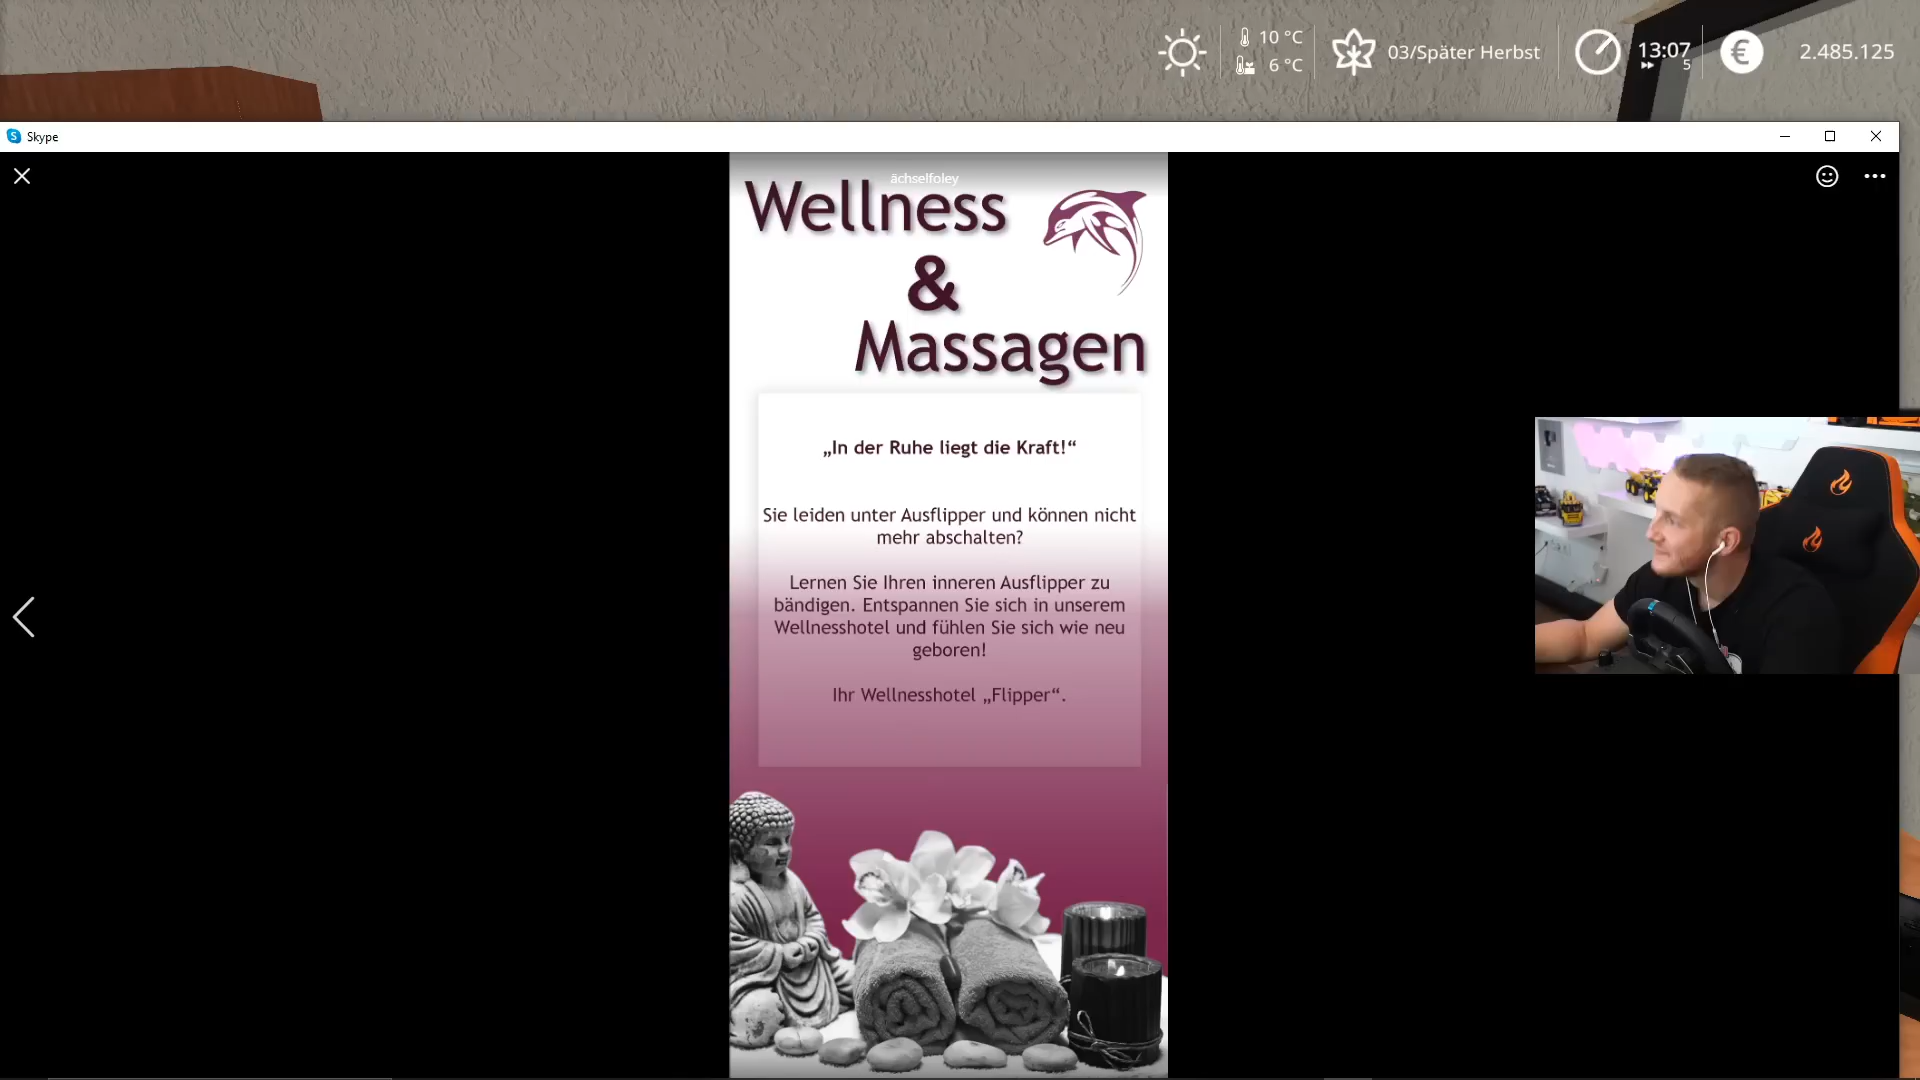 10 °C
6 °C
03/Später Herbst
13:07
5
€
2.485.125
S Skype
ächselfoley
Wellness
&
Massagen
„In der Ruhe liegt die Kraft!“
Sie leiden unter Ausflipper und können nicht
mehr abschalten?
Lernen Sie Ihren inneren Ausflipper zu
bändigen. Entspannen Sie sich in unserem
Wellnesshotel und fühlen Sie sich wie neu
geboren!
Ihr Wellnesshotel „Flipper“.